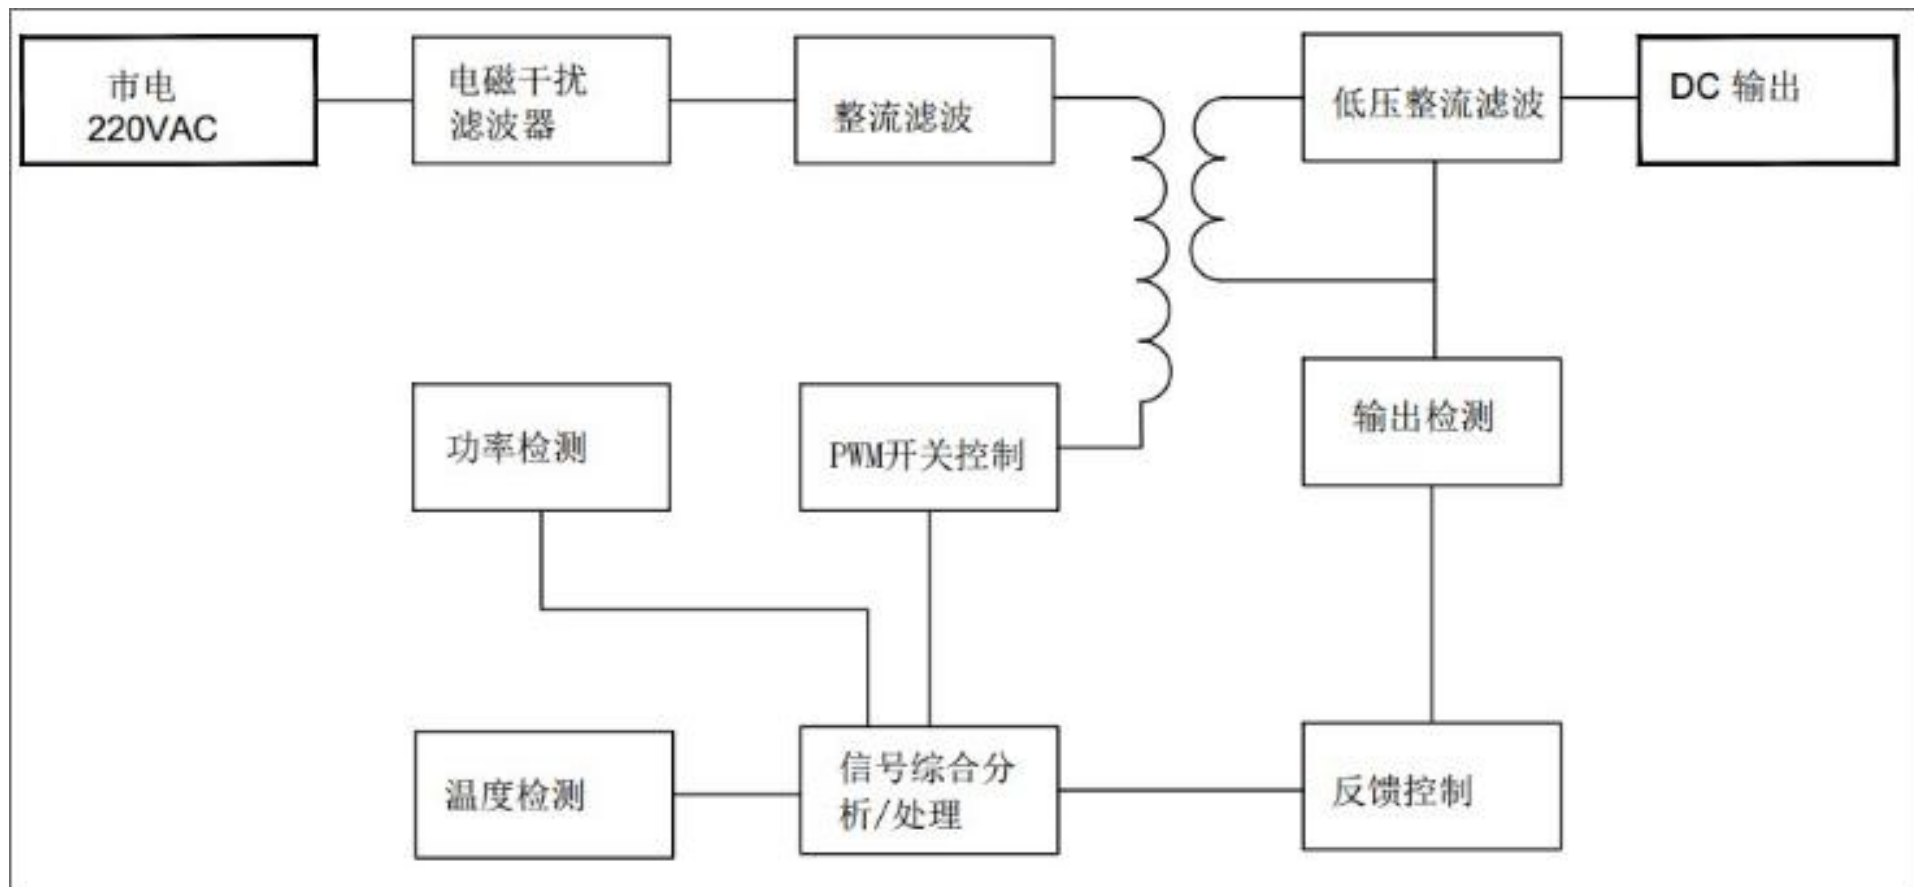 市电
220VAC
电磁干扰
滤波器
整流滤波
低压整流滤波
DC 输出
功率检测
PWM开关控制
输出检测
温度检测
信号综合分
析/处理
反馈控制